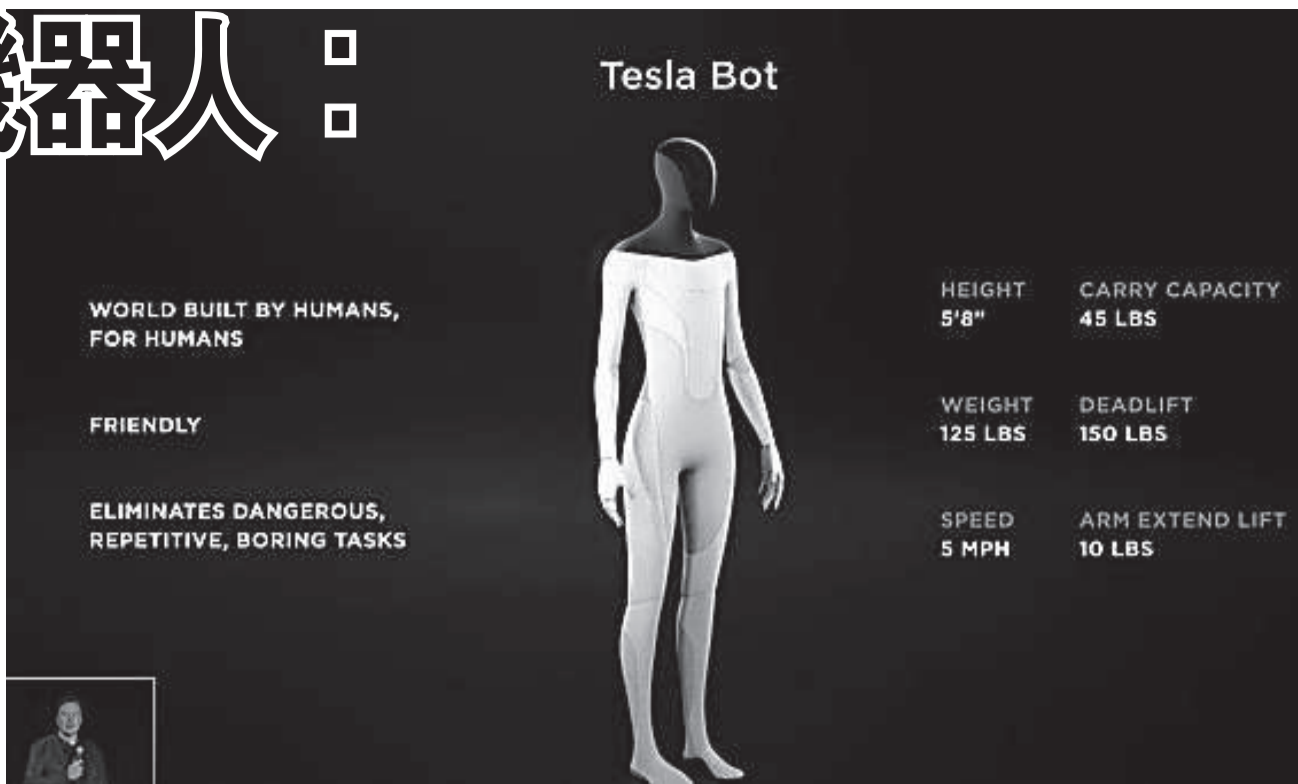 器人：
Tesla Bot
WORLD BUILT BY HUMANS,
FOR HUMANS
FRIENDLY
ELIMINATES DANGEROUS,
REPETITIVE, BORING TASKS
HEIGHT
5'8"
CARRY CAPACITY
45 LBS
WEIGHT
125 LBS
DEADLIFT
150 LBS
SPEED
5 MPH
ARM EXTEND LIFT
10 LBS